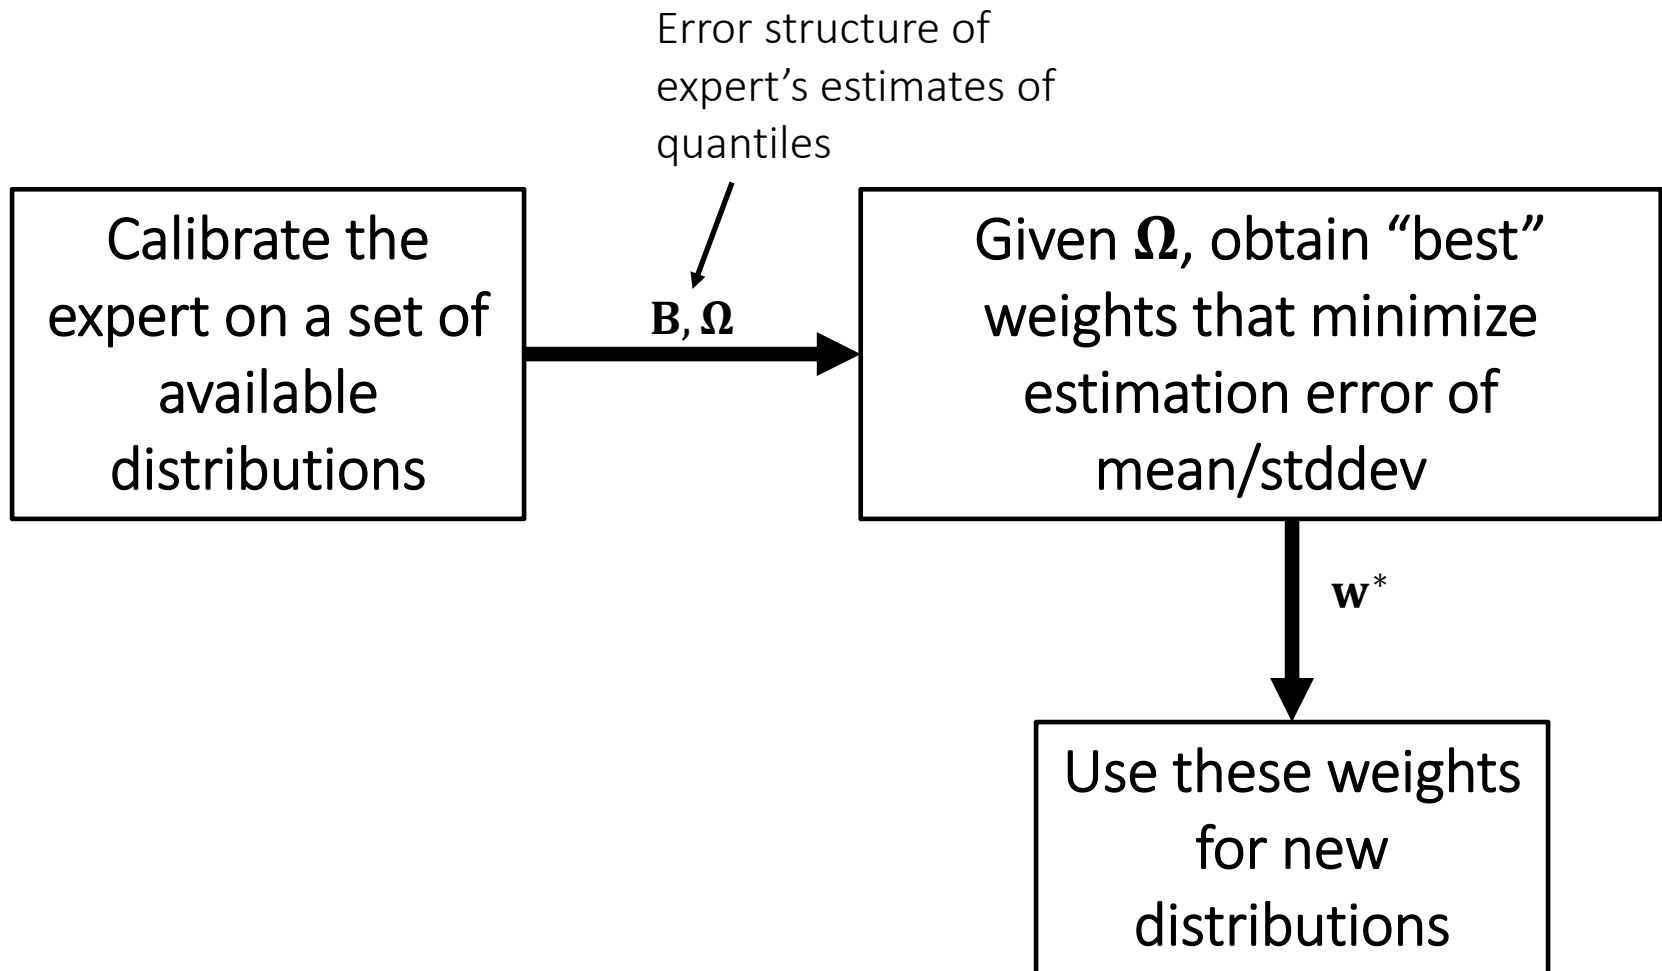 Error structure of
expert’s estimates of
quantiles
Calibrate the
expert on a set of
available
distributions
B, Ω
Given Ω, obtain “best”
weights that minimize
estimation error of
mean/stddev
w*
Use these weights
for new
distributions